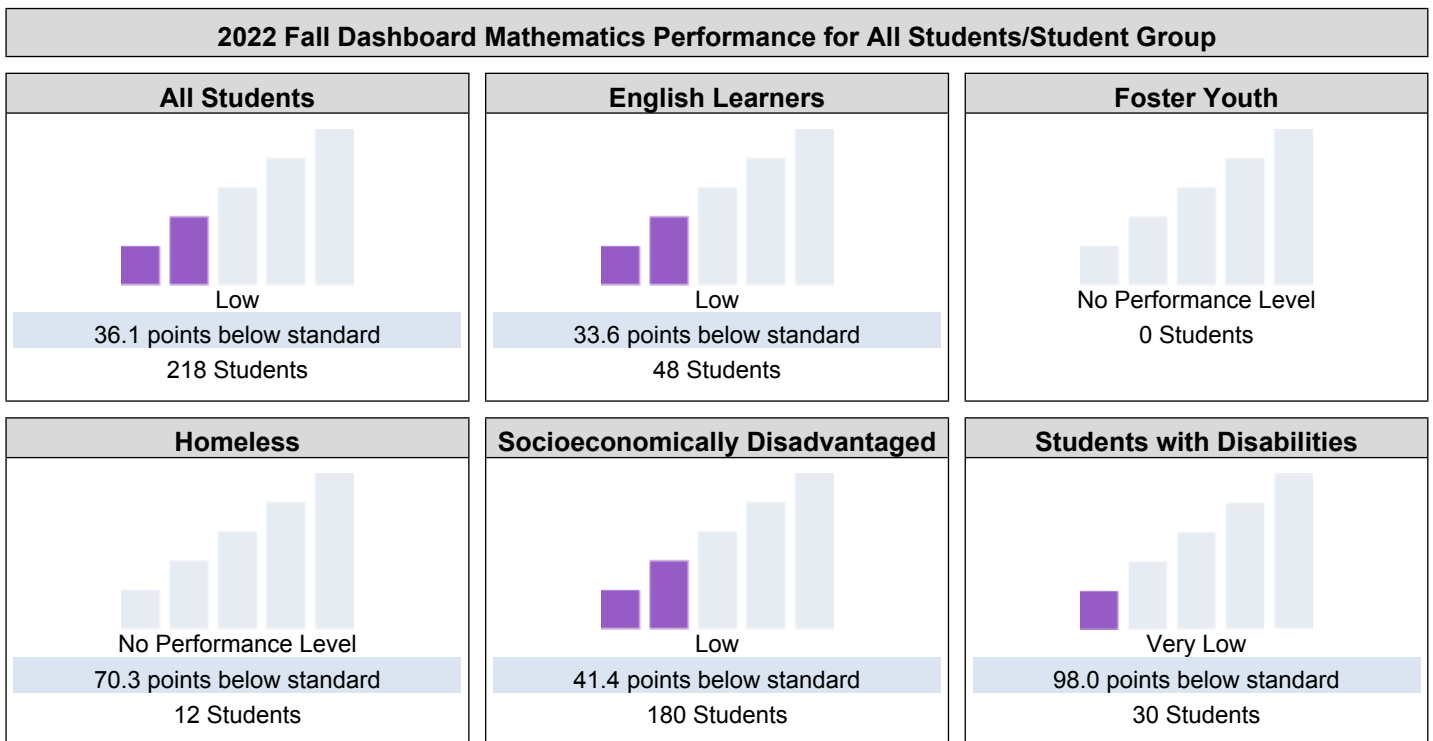 2022 Fall Dashboard Mathematics Performance for All Students/Student Group
All Students
Low
36.1 points below standard
218 Students
English Learners
Low
33.6 points below standard
48 Students
Foster Youth
No Performance Level
0 Students
Homeless
No Performance Level
70.3 points below standard
12 Students
Socioeconomically Disadvantaged
Low
41.4 points below standard
180 Students
Students with Disabilities
Very Low
98.0 points below standard
30 Students